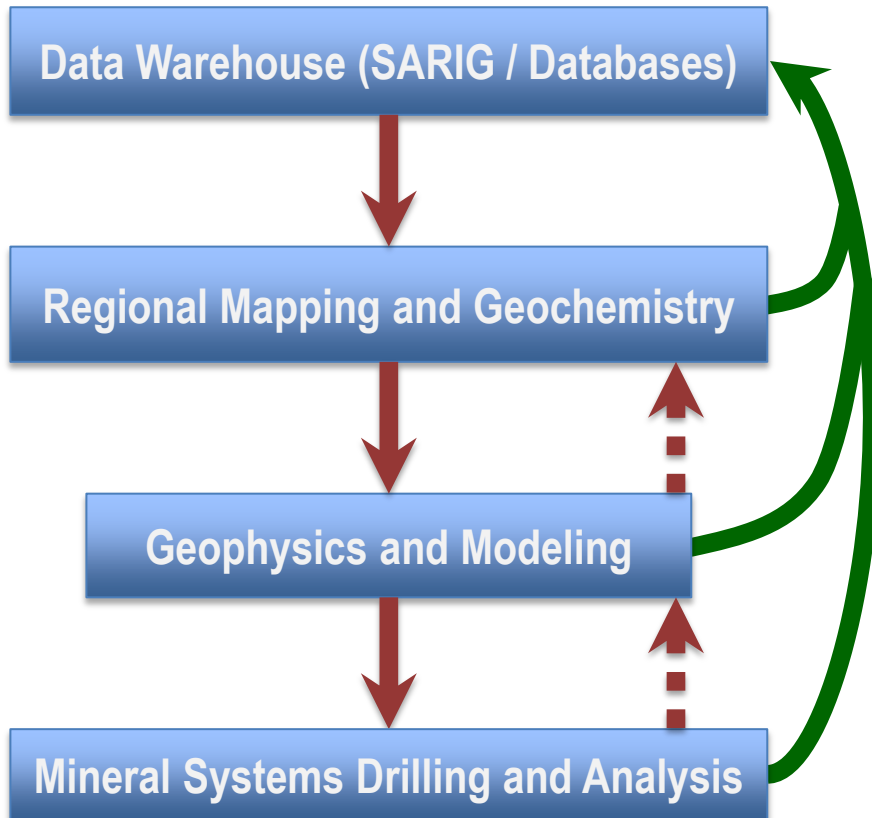 Data Warehouse (SARIG / Databases)
Regional Mapping and Geochemistry
Geophysics and Modeling
Mineral Systems Drilling and Analysis